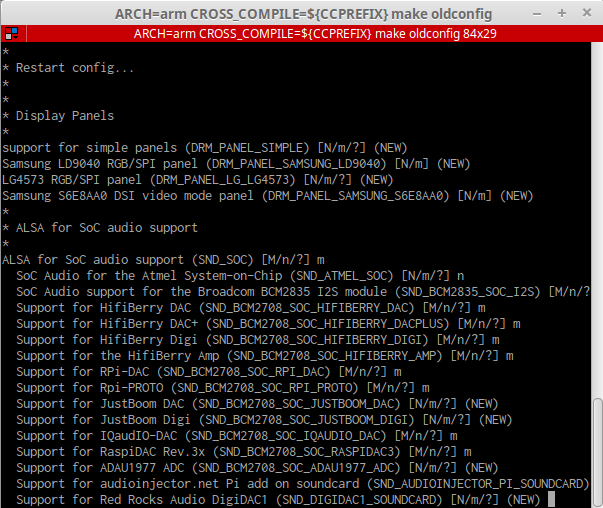 ARCH=arm CROSS_COMPILE=${CCPREFIX} make oldconfig
ARCH=arm CROSS_COMPILE=${CCPREFIX} make oldconfig 84x29
*
* Restart config...
*
*
* Display Panels
*
support for simple panels (DRM_PANEL_SIMPLE) [N/m/?] (NEW)
Samsung LD9040 RGB/SPI panel (DRM_PANEL_SAMSUNG_LD9040) [N/m] (NEW)
LG4573 RGB/SPI panel (DRM_PANEL_LG_LG4573) [N/m/?] (NEW)
Samsung S6E8AA0 DSI video mode panel (DRM_PANEL_SAMSUNG_S6E8AA0) [N/m] (NEW)
*
* ALSA for SoC audio support
*
ALSA for SoC audio support (SND_SOC) [M/n/?] m
SoC Audio for the Atmel System-on-Chip (SND_ATMEL_SOC) [N/m/?] n
SoC Audio support for the Broadcom BCM2835 I2S module (SND_BCM2835_SOC_I2S) [M/n/?
Support for HifiBerry DAC (SND_BCM2708_SOC_HIFIBERRY_DAC) [M/n/?] m
Support for HifiBerry DAC+ (SND_BCM2708_SOC_HIFIBERRY_DACPLUS) [M/n/?] m
Support for HifiBerry Digi (SND_BCM2708_SOC_HIFIBERRY_DIGI) [M/n/?] m
Support for the HifiBerry Amp (SND_BCM2708_SOC_HIFIBERRY_AMP) [M/n/?] m
Support for RPi-DAC (SND_BCM2708_SOC_RPI_DAC) [M/n/?] m
Support for Rpi-PROTO (SND_BCM2708_SOC_RPI_PROTO) [M/n/?] m
Support for JustBoom DAC (SND_BCM2708_SOC_JUSTBOOM_DAC) [N/m/?] (NEW)
Support for JustBoom Digi (SND_BCM2708_SOC_JUSTBOOM_DIGI) [N/m/?] (NEW)
Support for IQaudIO-DAC (SND_BCM2708_SOC_IQAUDIO_DAC) [M/n/?] m
Support for RaspiDAC Rev.3x (SND_BCM2708_SOC_RASPIDAC3) [M/n/?] m
Support for ADAU1977 ADC (SND_BCM2708_SOC_ADAU1977_ADC) [N/m/?] (NEW)
Support for audioinjector.net Pi add on soundcard (SND_AUDIOINJECTOR_PI_SOUNDCARD)
Support for Red Rocks Audio DigiDAC1 (SND_DIGIDAC1_SOUNDCARD) [N/m/?] (NEW)